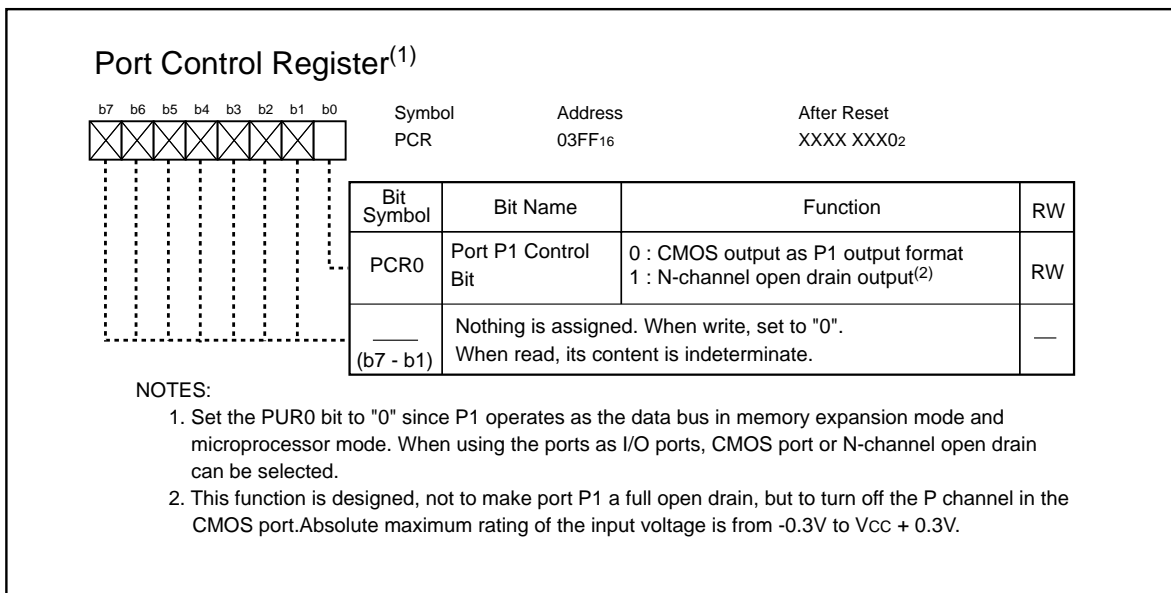 Port Control Register(1)
b7 b6 b5 b4 b3 b2 b1 b0
Symbol Address After Reset
PCR 03FF16 XXXX XXX02
Bit Symbol Bit Name Function RW
PCR0 Port P1 Control Bit 0 : CMOS output as P1 output format
1 : N-channel open drain output(2) RW
(b7 - b1) Nothing is assigned. When write, set to "0".
When read, its content is indeterminate. —
NOTES:
1. Set the PUR0 bit to "0" since P1 operates as the data bus in memory expansion mode and
microprocessor mode. When using the ports as I/O ports, CMOS port or N-channel open drain
can be selected.
2. This function is designed, not to make port P1 a full open drain, but to turn off the P channel in the
CMOS port.Absolute maximum rating of the input voltage is from -0.3V to VCC + 0.3V.